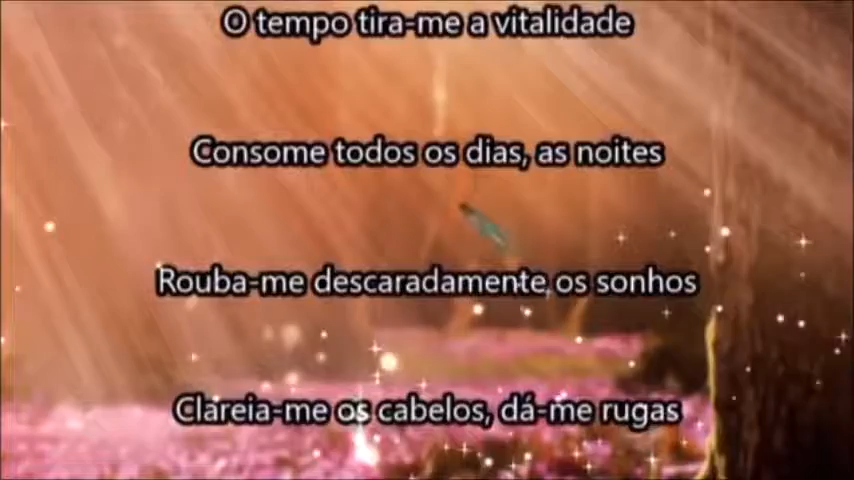 O tempo tira-me a vitalidade
Consome todos os dias, as noites
Rouba-me descaradamente os sonhos
Clareia-me os cabelos, dá-me rugas